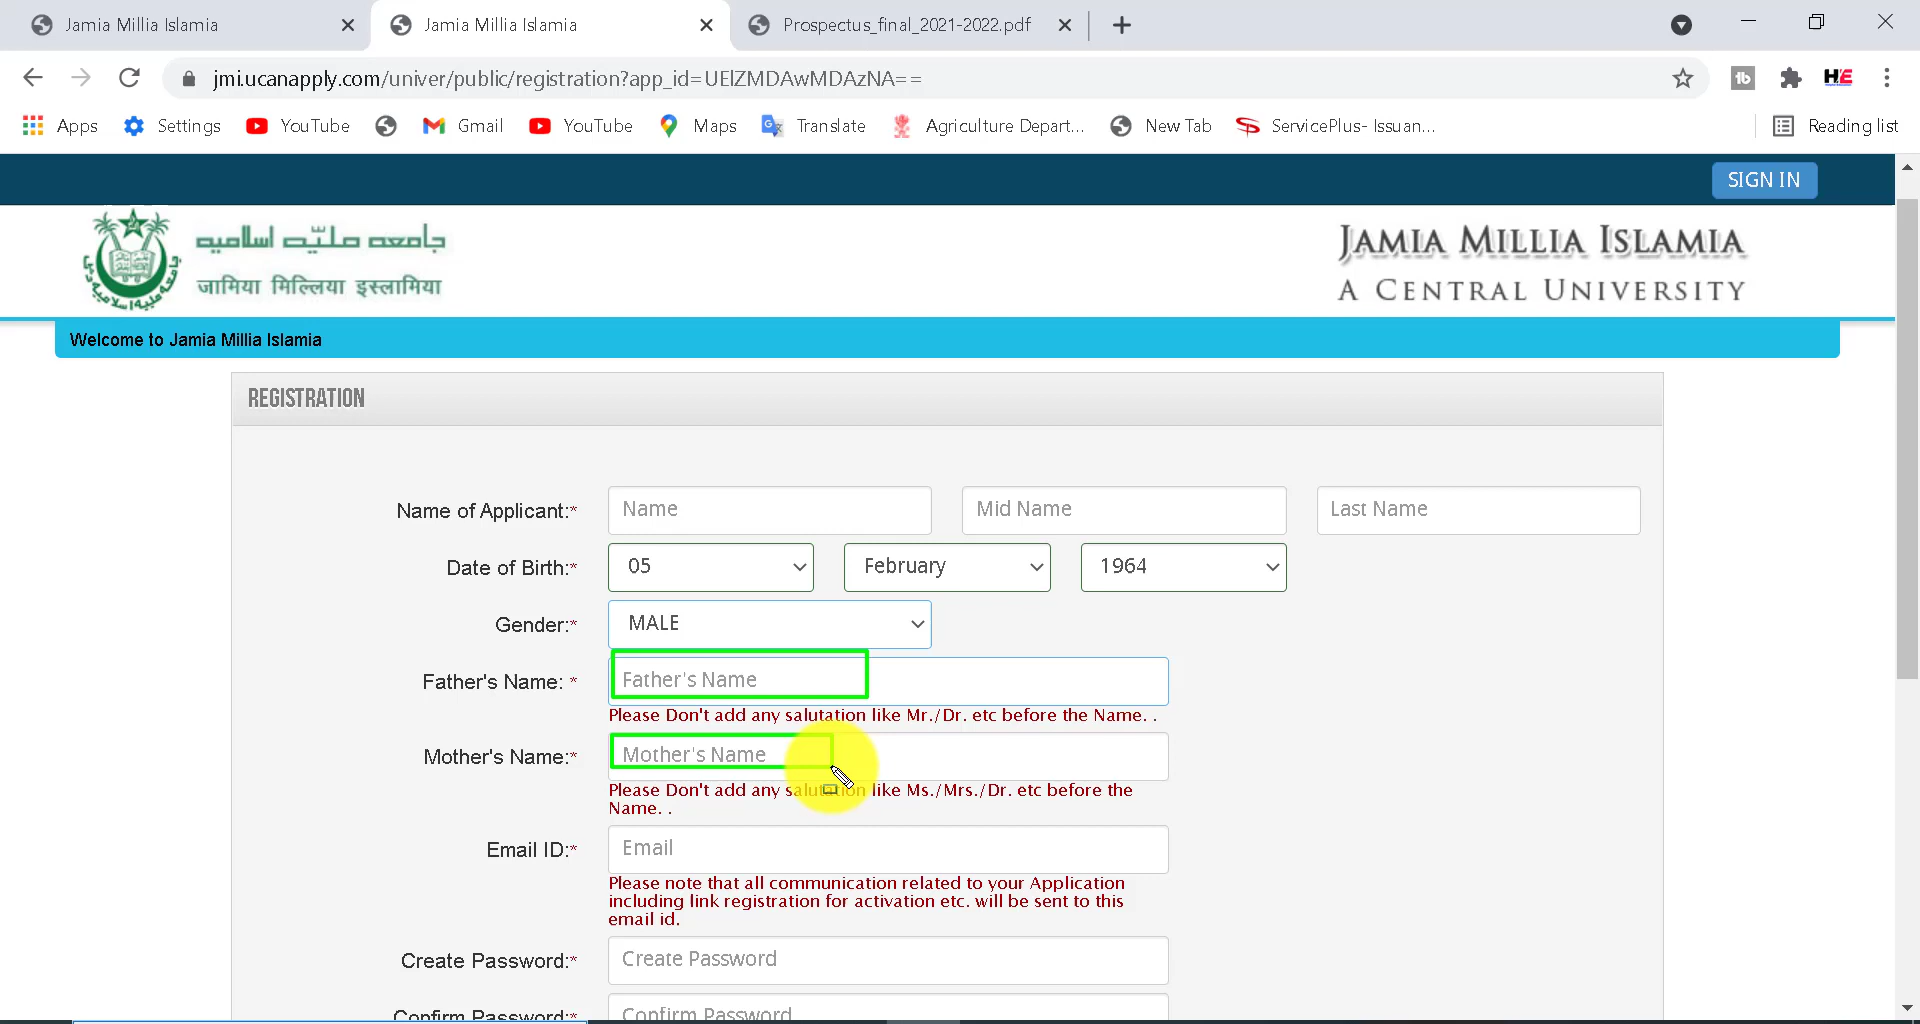 Jamia Millia Islamia
Jamia Millia Islamia
Prospectus_final_2021-2022.pdf
jmi.ucanapply.com/univer/public/registration?app_id=UElZMDAwMDAzNA==
Apps
Settings
YouTube
Gmail
YouTube
Maps
Translate
Agriculture Depart...
New Tab
ServicePlus- Issuan...
Reading list
SIGN IN
جامعہ ملیہ اسلامیہ
जामिया मिल्लिया इस्लामिया
JAMIA MILLIA ISLAMIA
A CENTRAL UNIVERSITY
Welcome to Jamia Millia Islamia
REGISTRATION
Name of Applicant:* Name Mid Name Last Name
Date of Birth:* 05 February 1964
Gender:* MALE
Father's Name: * Father's Name
Please Don't add any salutation like Mr./Dr. etc before the Name. .
Mother's Name:* Mother's Name
Please Don't add any salutation like Ms./Mrs./Dr. etc before the
Name. .
Email ID:* Email
Please note that all communication related to your Application
including link registration for activation etc. will be sent to this
email id.
Create Password:* Create Password
Confirm Password:* Confirm Password